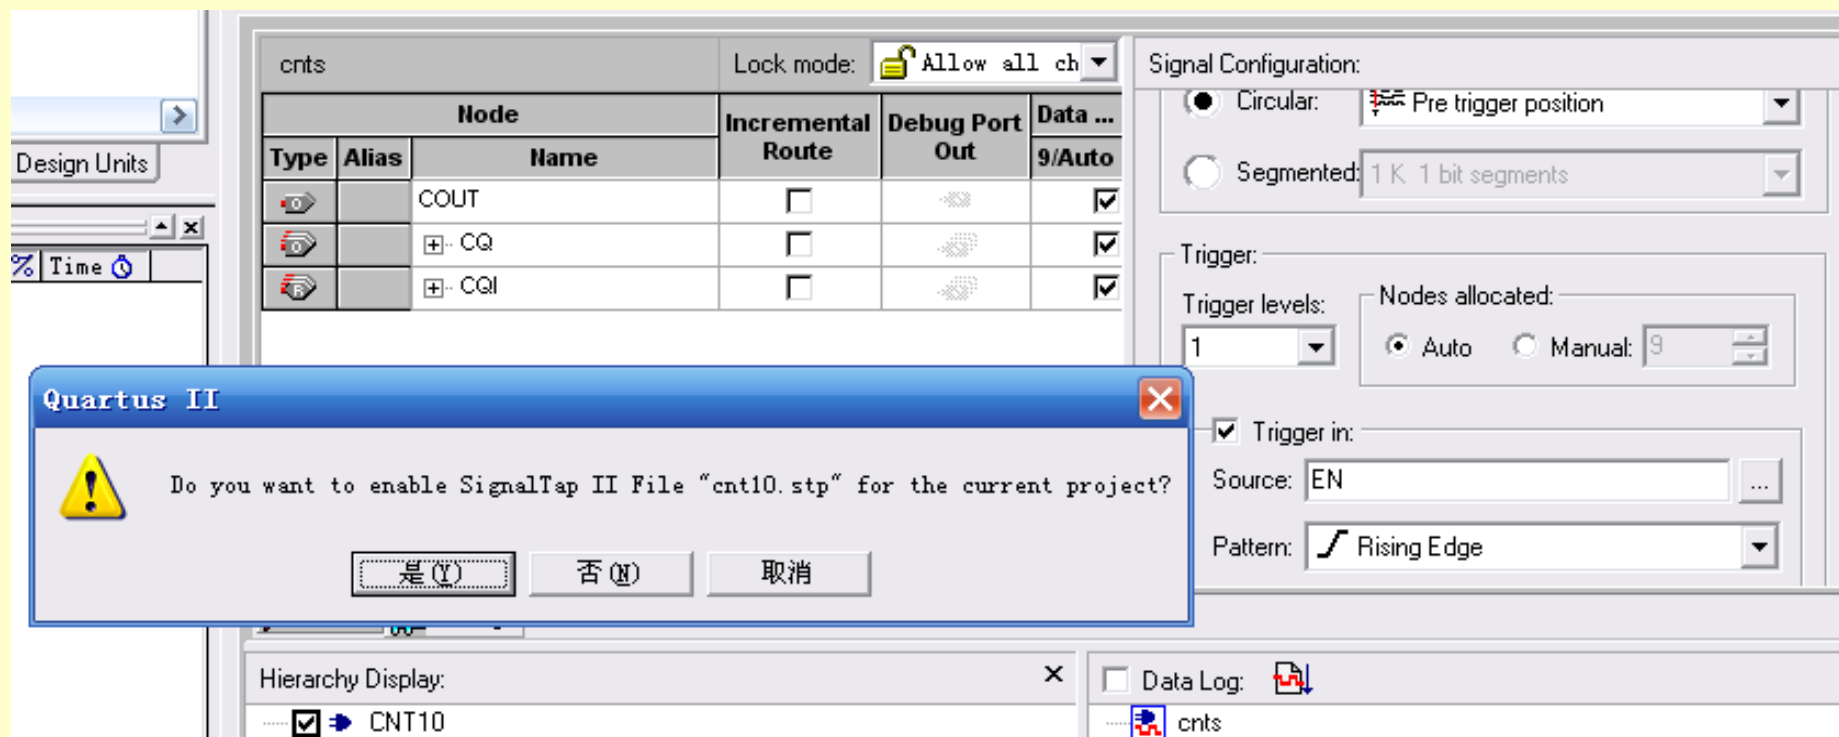 cnts
Lock mode:
Allow all ch
Signal Configuration:
Node
Incremental Route
Debug Port Out
Data ...
Type
Alias
Name
9/Auto
COUT
CQ
CQI
Circular:
Pre trigger position
Segmented:
1 K 1 bit segments
Design Units
%
Time
Trigger:
Trigger levels:
1
Nodes allocated:
Auto
Manual:
9
Trigger in:
Source:
EN
...
Pattern:
Rising Edge
Quartus II
Do you want to enable SignalTap II File "cnt10.stp" for the current project?
是(Y)
否(N)
取消
Hierarchy Display:
CNT10
Data Log:
cnts